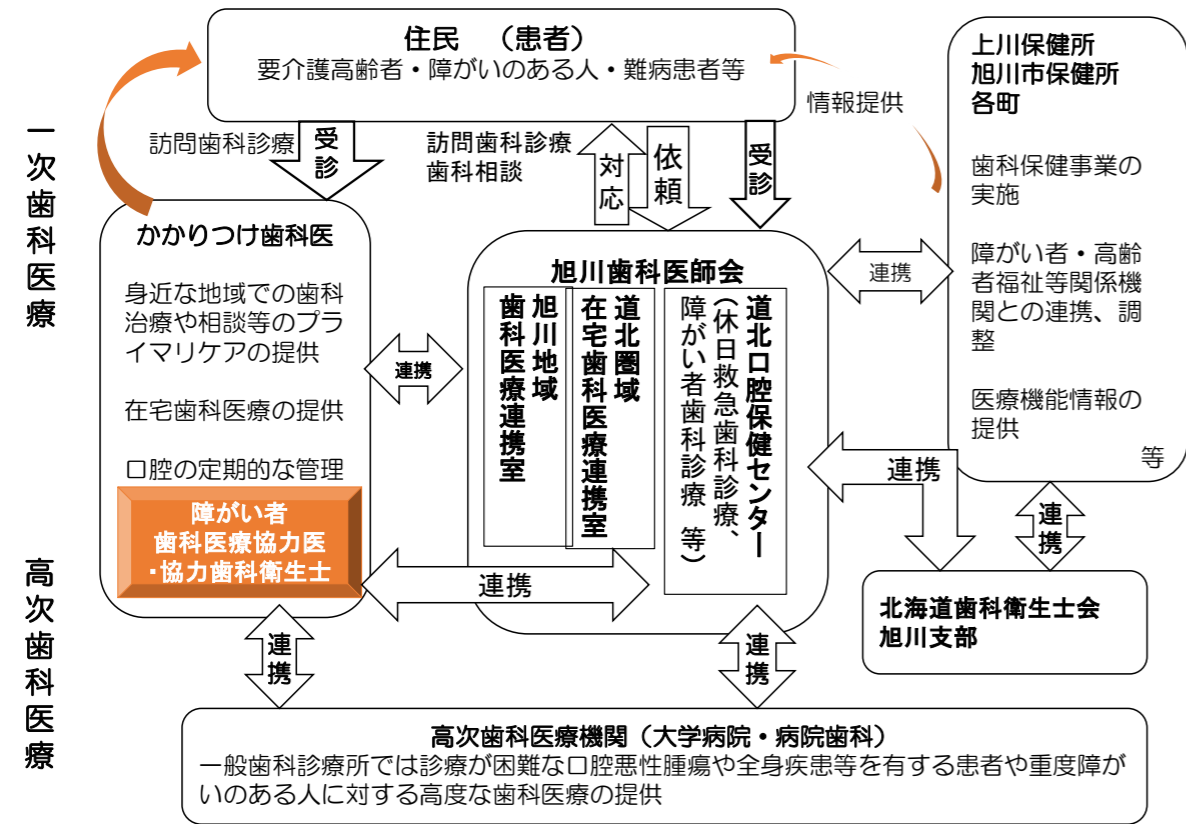 住民　（患者）
要介護高齢者・障がいのある人・難病患者等
上川保健所
旭川市保健所
各町
歯科保健事業の
実施
障がい者・高齢
者福祉等関係機
関との連携、調
整
医療機能情報の
提供
等
情報提供
一次歯科医療
訪問歯科診療
受診
訪問歯科診療
歯科相談
対応
依頼
受診
かかりつけ歯科医
身近な地域での歯科
治療や相談等のプラ
イマリケアの提供
在宅歯科医療の提供
口腔の定期的な管理
障がい者
歯科医療協力医
・協力歯科衛生士
連携
旭川歯科医師会
旭川地域
歯科医療連携室
道北圏域
在宅歯科医療連携室
道北口腔保健センター
（休日救急歯科診療、
障がい者歯科診療 等）
連携
連携
連携
連携
北海道歯科衛生士会
旭川支部
高次歯科医療
連携
連携
高次歯科医療機関（大学病院・病院歯科）
一般歯科診療所では診療が困難な口腔悪性腫瘍や全身疾患等を有する患者や重度障が
いのある人に対する高度な歯科医療の提供